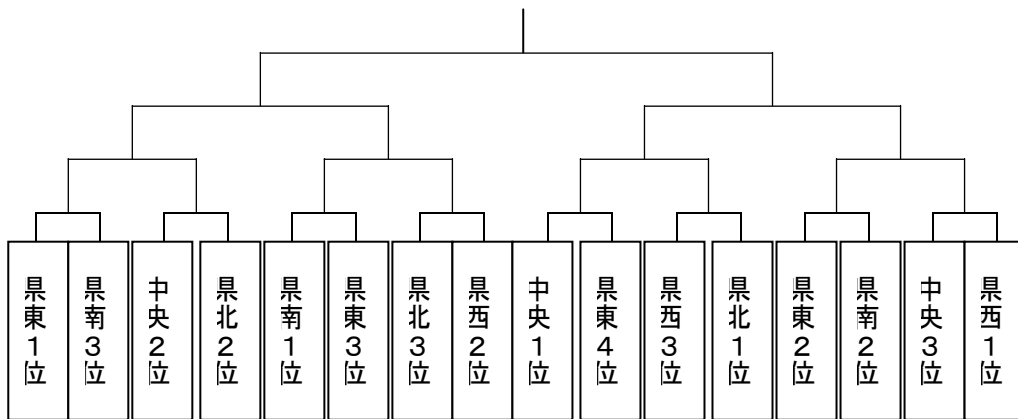 県東1位
県南3位
中央2位
県北2位
県南1位
県東3位
県北3位
県西2位
中央1位
県東4位
県西3位
県北1位
県東2位
県南2位
中央3位
県西1位